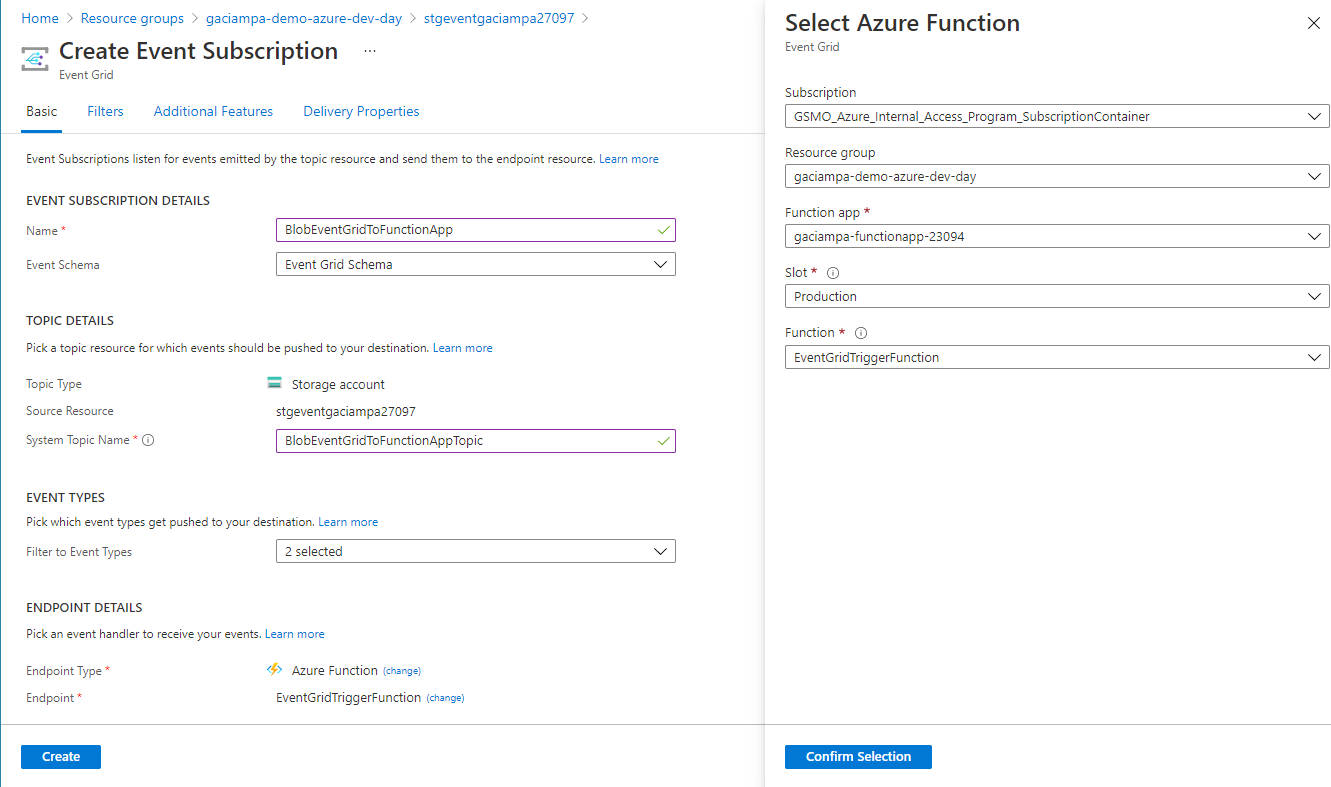 Home > Resource groups > gaciampa-demo-azure-dev-day > stgeventgaciampa27097 >
Create Event Subscription ...
Event Grid
Basic Filters Additional Features Delivery Properties
Event Subscriptions listen for events emitted by the topic resource and send them to the endpoint resource. Learn more
EVENT SUBSCRIPTION DETAILS
Name * BlobEventGridToFunctionApp
Event Schema Event Grid Schema
TOPIC DETAILS
Pick a topic resource for which events should be pushed to your destination. Learn more
Topic Type Storage account
Source Resource stgeventgaciampa27097
System Topic Name * BlobEventGridToFunctionAppTopic
EVENT TYPES
Pick which event types get pushed to your destination. Learn more
Filter to Event Types 2 selected
ENDPOINT DETAILS
Pick an event handler to receive your events. Learn more
Endpoint Type * Azure Function (change)
Endpoint * EventGridTriggerFunction (change)
Create
Select Azure Function
Event Grid
Subscription
GSMO_Azure_Internal_Access_Program_SubscriptionContainer
Resource group
gaciampa-demo-azure-dev-day
Function app *
gaciampa-functionapp-23094
Slot *
Production
Function *
EventGridTriggerFunction
Confirm Selection